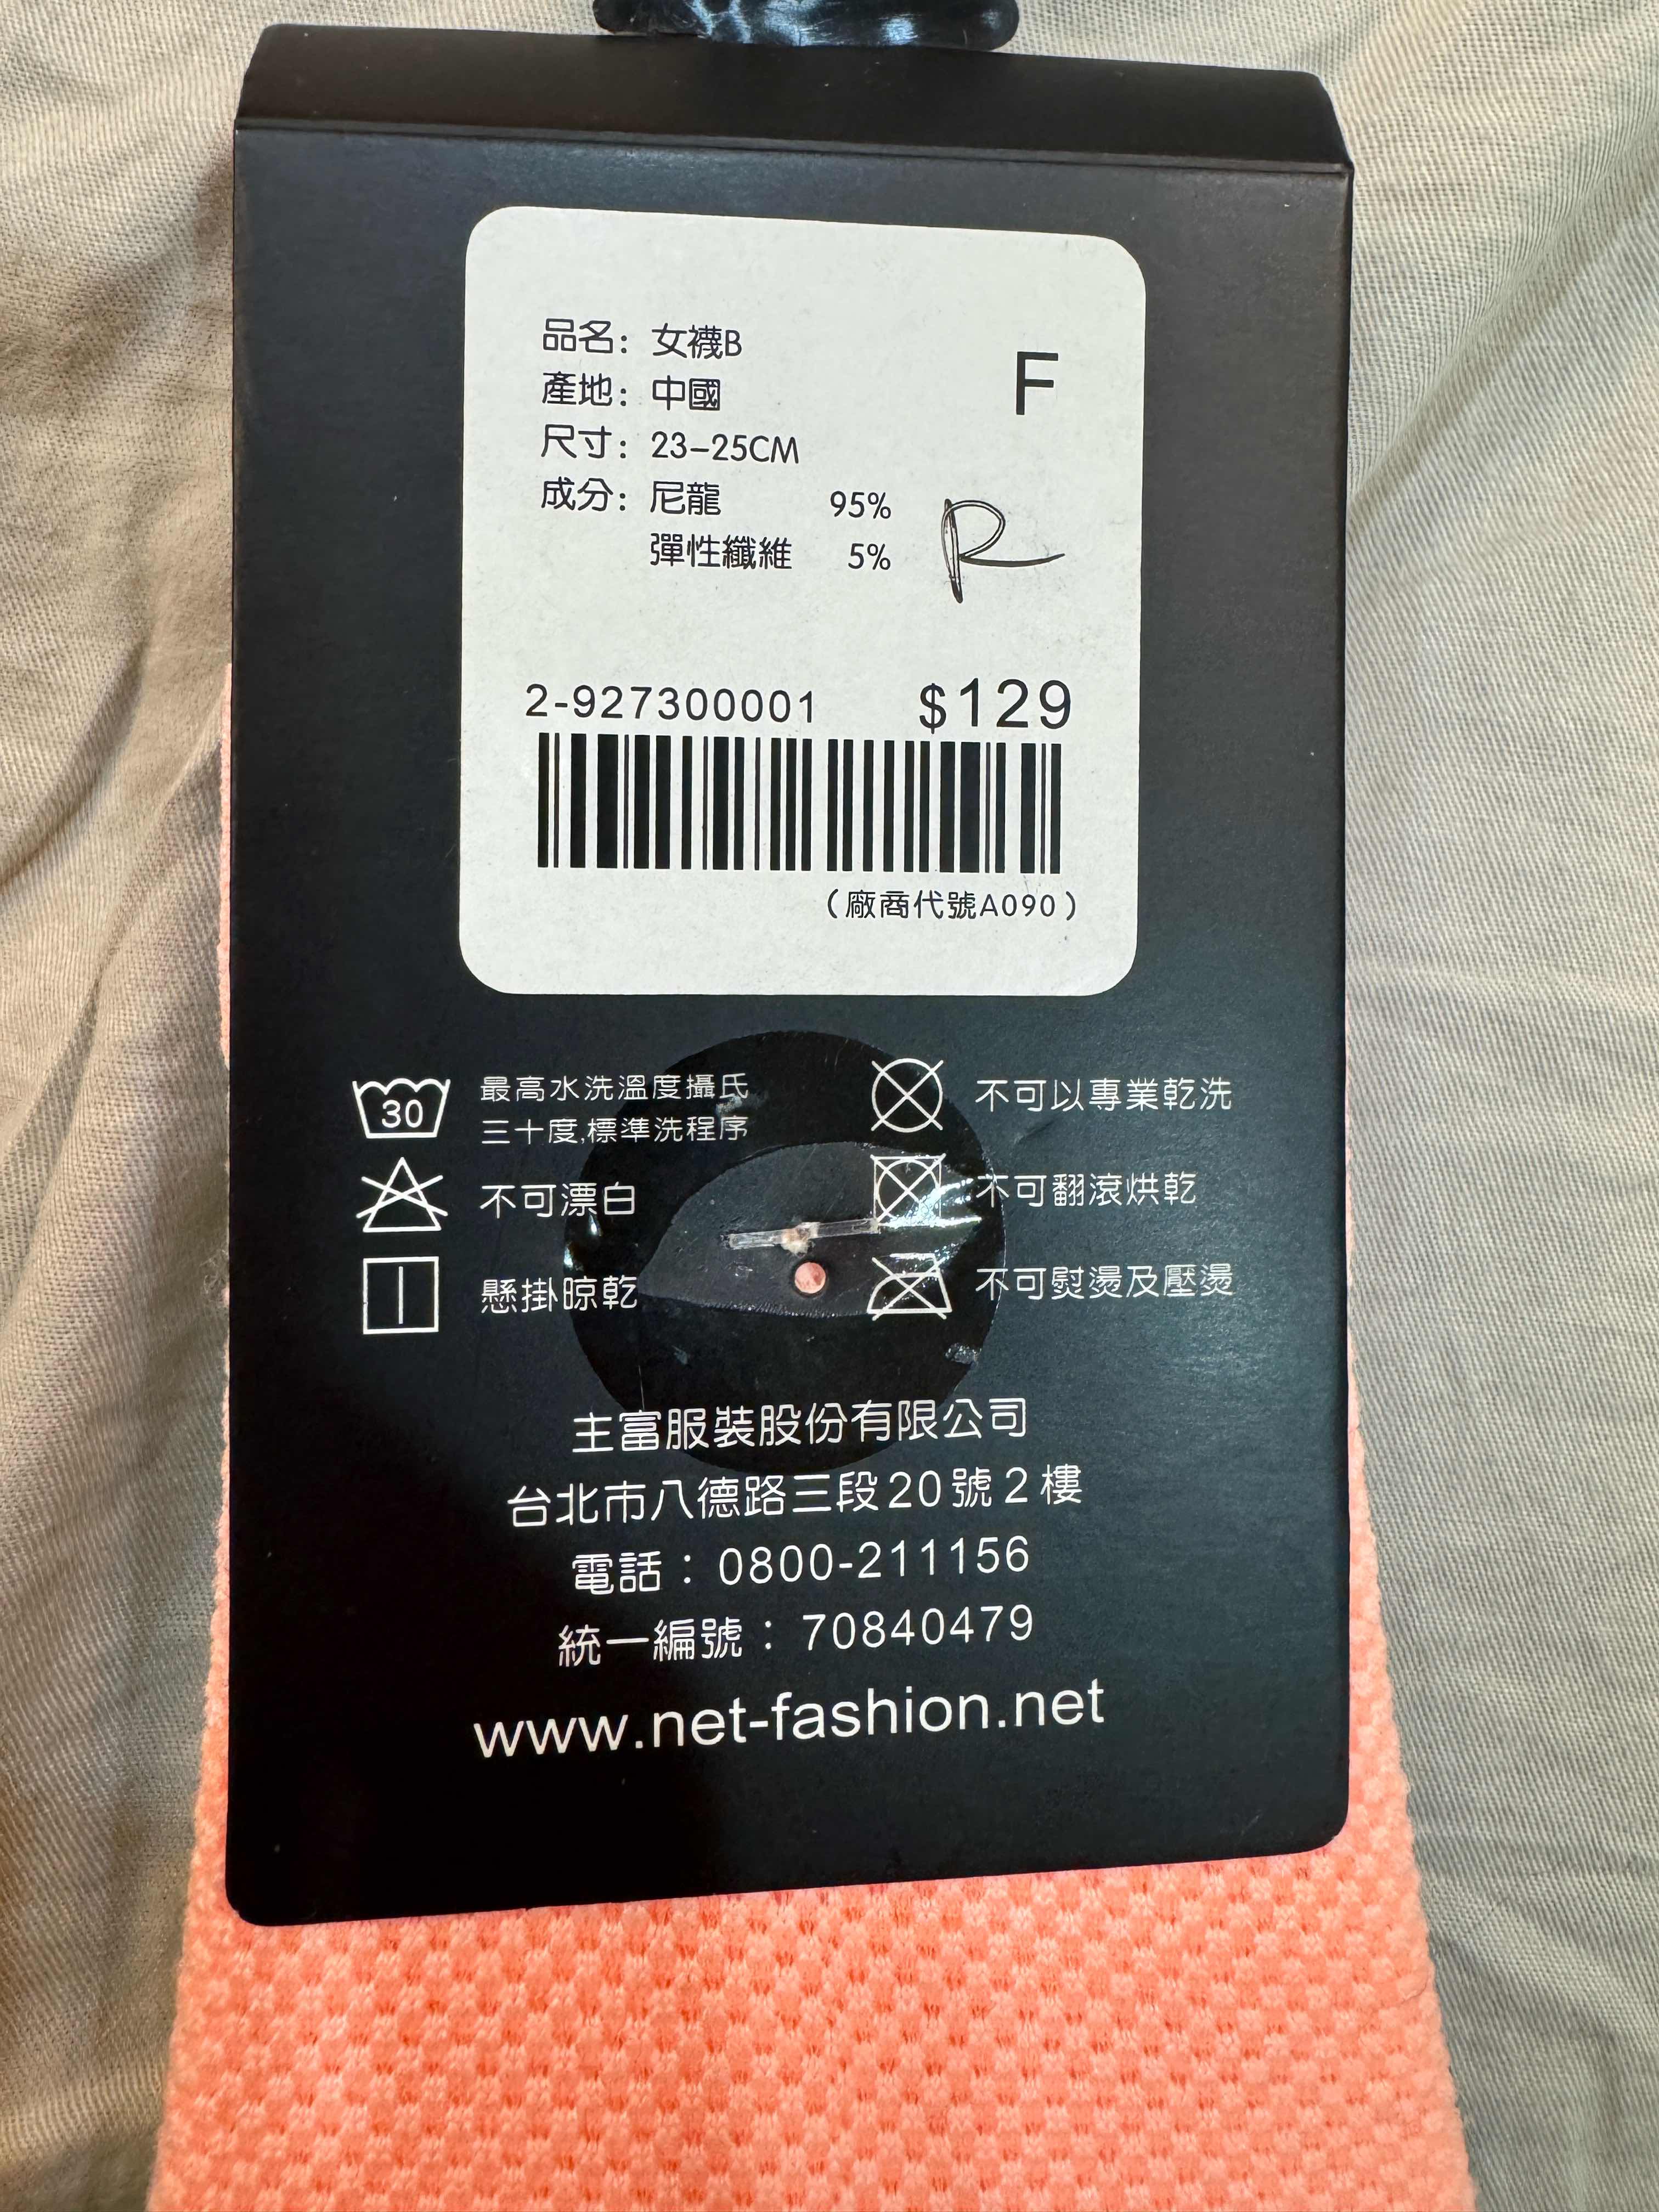 品名: 女襪B
F
產地: 中國
尺寸: 23-25CM
成分: 尼龍 95%
彈性纖維 5%
R
2-927300001 $129
(廠商代號A090)
30 最高水洗溫度攝氏
三十度,標準洗程序
不可以專業乾洗
不可漂白
不可翻滾烘乾
懸掛晾乾
不可熨燙及壓燙
主富服裝股份有限公司
台北市八德路三段20號2樓
電話：0800-211156
統一編號：70840479
www.net-fashion.net